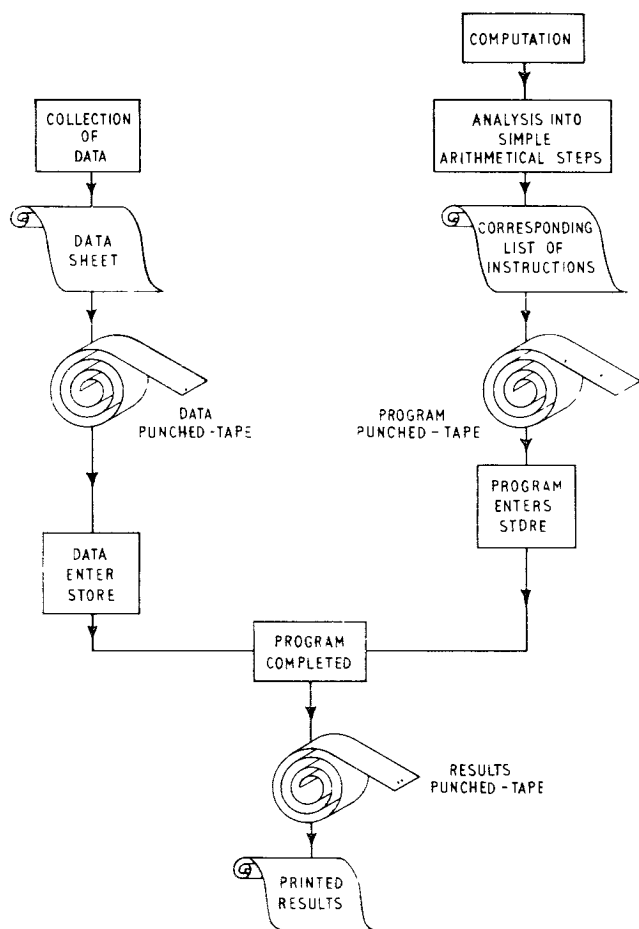 COMPUTATION
ANALYSIS INTO
SIMPLE
ARITHMETICAL STEPS
COLLECTION
OF
DATA
CORRESPONDING
LIST OF
INSTRUCTIONS
DATA
SHEET
DATA
PUNCHED-TAPE
PROGRAM
PUNCHED-TAPE
PROGRAM
ENTERS
STORE
DATA
ENTER
STORE
PROGRAM
COMPLETED
RESULTS
PUNCHED-TAPE
PRINTED
RESULTS